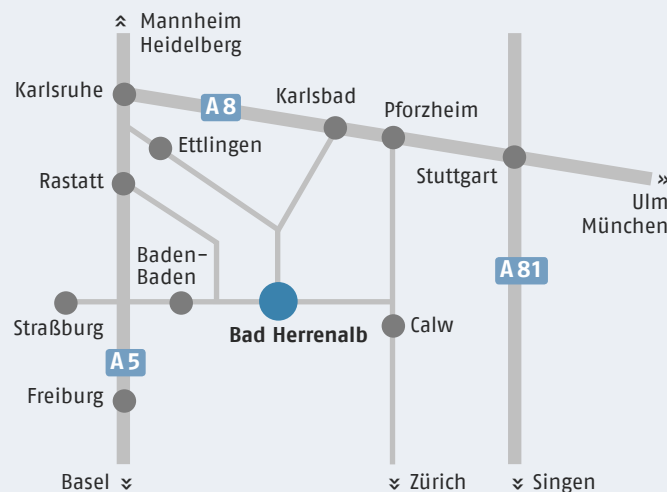 Mannheim
Heidelberg
Karlsruhe
A 8
Karlsbad
Pforzheim
Ettlingen
Rastatt
Stuttgart
Ulm
München
Baden-
Baden
A 81
Straßburg
Bad Herrenalb
Calw
A 5
Freiburg
Basel
Zürich
Singen